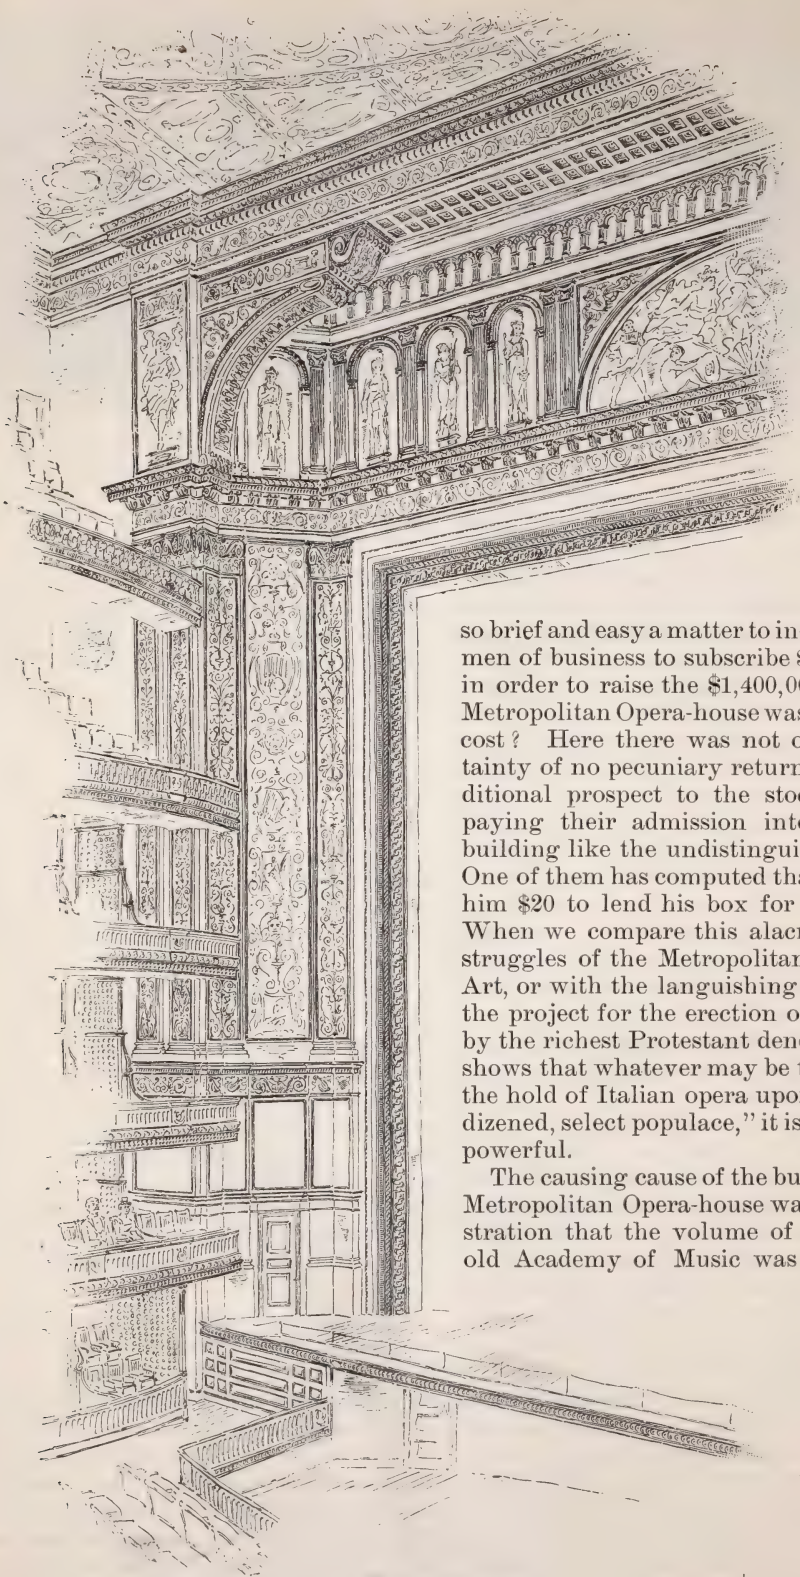 so brief and easy a matter to in
men of business to subscribe
in order to raise the $1,400,0
Metropolitan Opera-house was
cost ? Here there was not
tainty of no pecuniary return
ditional prospect to the sto
paying their admission int
building like the undistingui
One of them has computed tha
him $20 to lend his box for
When we compare this alac
struggles of the Metropolitan
Art, or with the languishing
the project for the erection o
by the richest Protestant den
shows that whatever may be
the hold of Italian opera upo
dizened, select populace,” it is
powerful.
The causing cause of the bu
Metropolitan Opera-house wa
stration that the volume of
old Academy of Music was